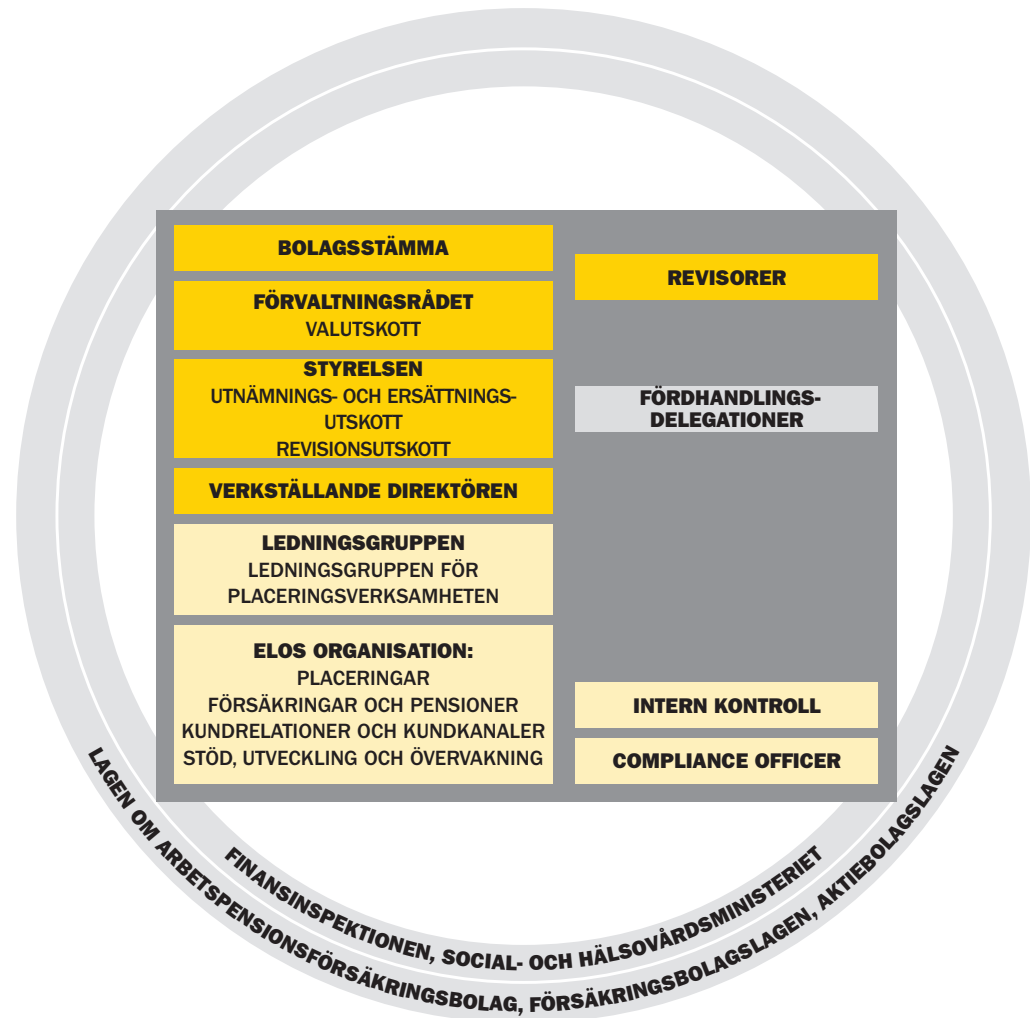 BOLAGSSTÄMMA
FÖRVALTNINGSRÅDET
VALUTSKOTT
STYRELSEN
UTNÄMNINGS- OCH ERSÄTTNINGS-
UTSKOTT
REVISIONSUTSKOTT
VERKSTÄLLANDE DIREKTÖREN
LEDNINGSGRUPPEN
LEDNINGSGRUPPEN FÖR
PLACERINGSVERKSAMHETEN
ELOS ORGANISATION:
PLACERINGAR
FÖRSÄKRINGAR OCH PENSIONER
KUNDRELATIONER OCH KUNDKANALER
STÖD, UTVECKLING OCH ÖVERVAKNING
REVISORER
FÖRDHANDLINGS-
DELEGATIONER
INTERN KONTROLL
COMPLIANCE OFFICER
FINANSINSPEKTIONEN, SOCIAL- OCH HÄLSOVÅRDSMINISTERIET
LAGEN OM ARBETSPENSIONSFÖRSÄKRINGSBOLAG, FÖRSÄKRINGSBOLAGSLAGEN, AKTIEBOLAGSLAGEN